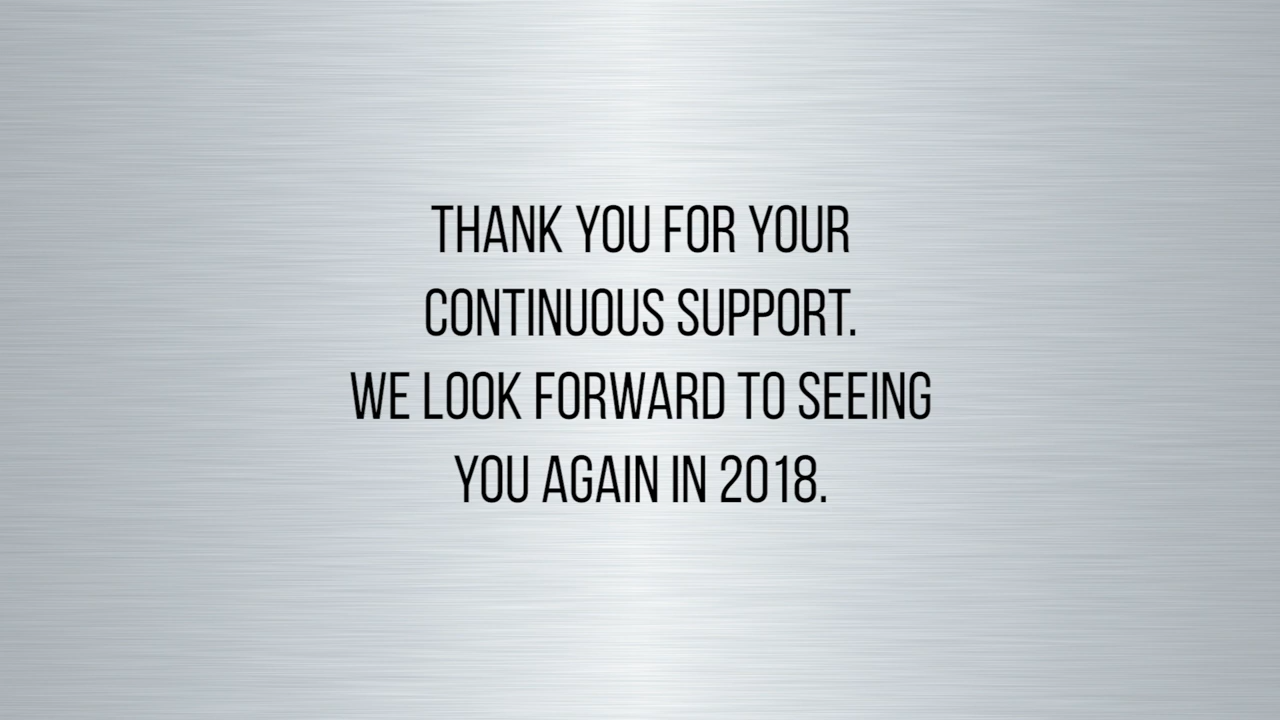 THANK YOU FOR YOUR
CONTINUOUS SUPPORT.
WE LOOK FORWARD TO SEEING
YOU AGAIN IN 2018.